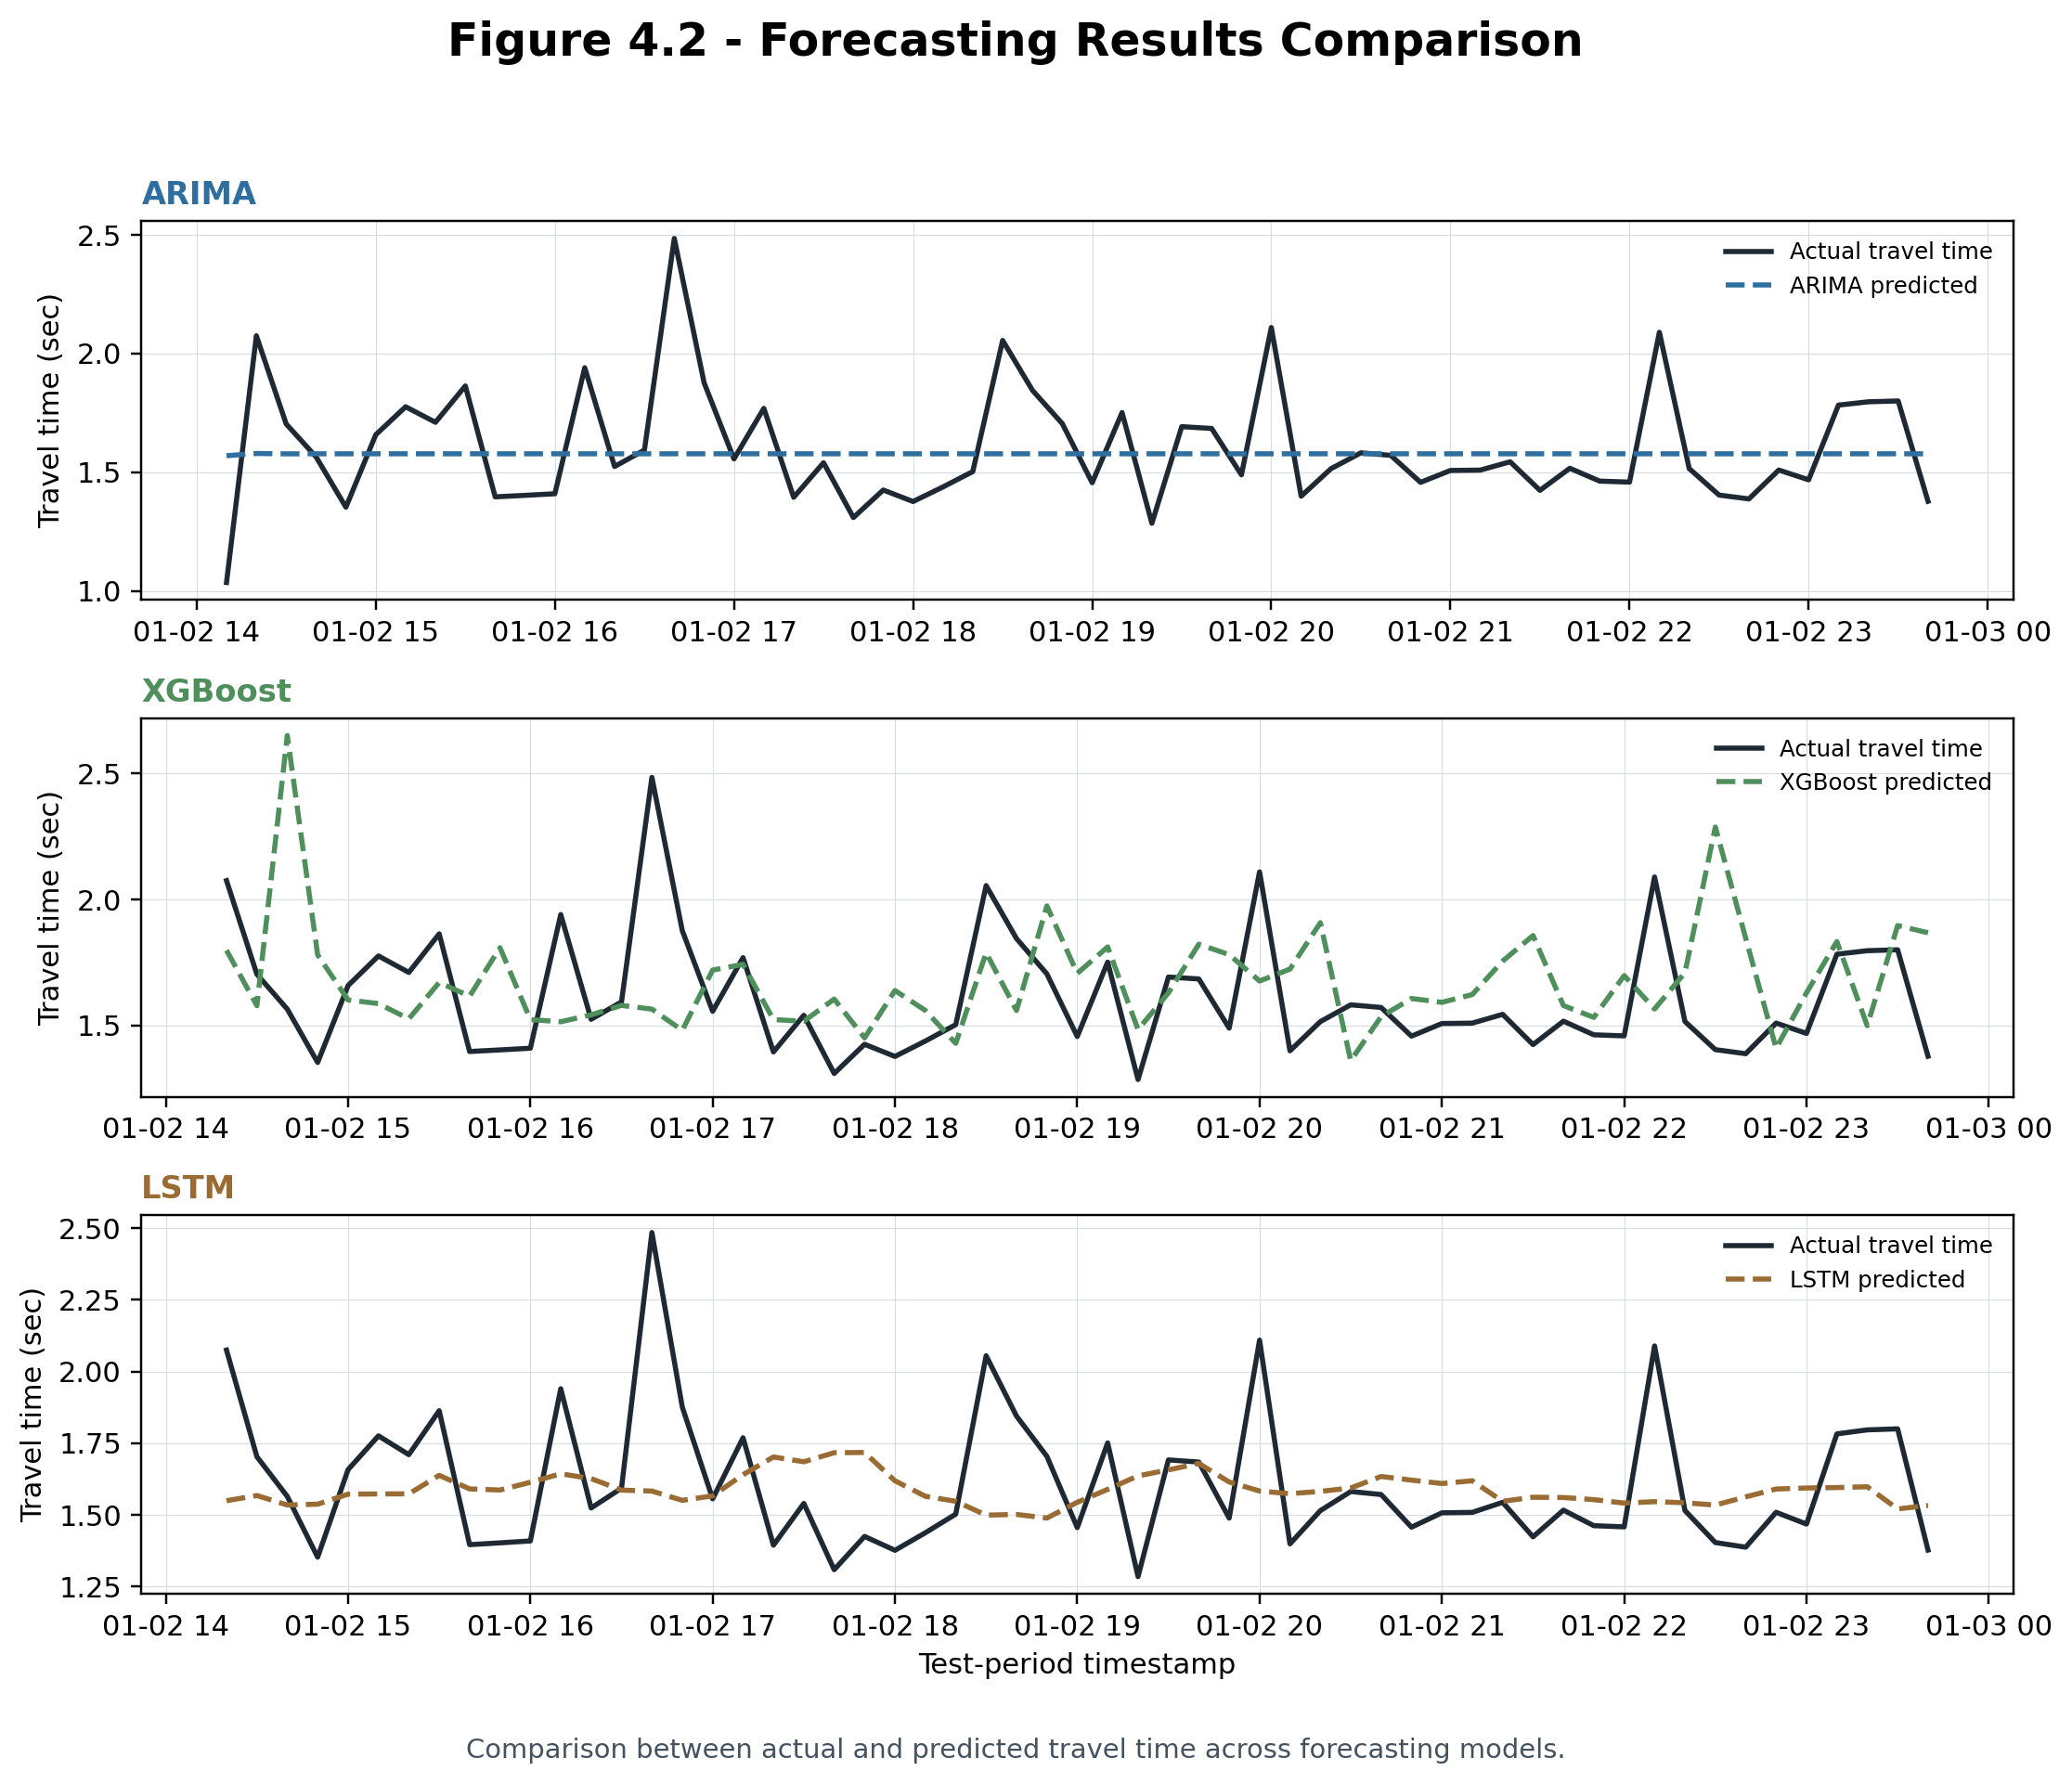 Figure 4.2 - Forecasting Results Comparison
ARIMA
Travel time (sec)
2.5
2.0
1.5
1.0
Actual travel time
ARIMA predicted
01-02 14 01-02 15 01-02 16 01-02 17 01-02 18 01-02 19 01-02 20 01-02 21 01-02 22 01-02 23 01-03 00
XGBoost
Travel time (sec)
2.5
2.0
1.5
Actual travel time
XGBoost predicted
01-02 14 01-02 15 01-02 16 01-02 17 01-02 18 01-02 19 01-02 20 01-02 21 01-02 22 01-02 23 01-03 00
LSTM
Travel time (sec)
2.50
2.25
2.00
1.75
1.50
1.25
Actual travel time
LSTM predicted
01-02 14 01-02 15 01-02 16 01-02 17 01-02 18 01-02 19 01-02 20 01-02 21 01-02 22 01-02 23 01-03 00
Test-period timestamp
Comparison between actual and predicted travel time across forecasting models.